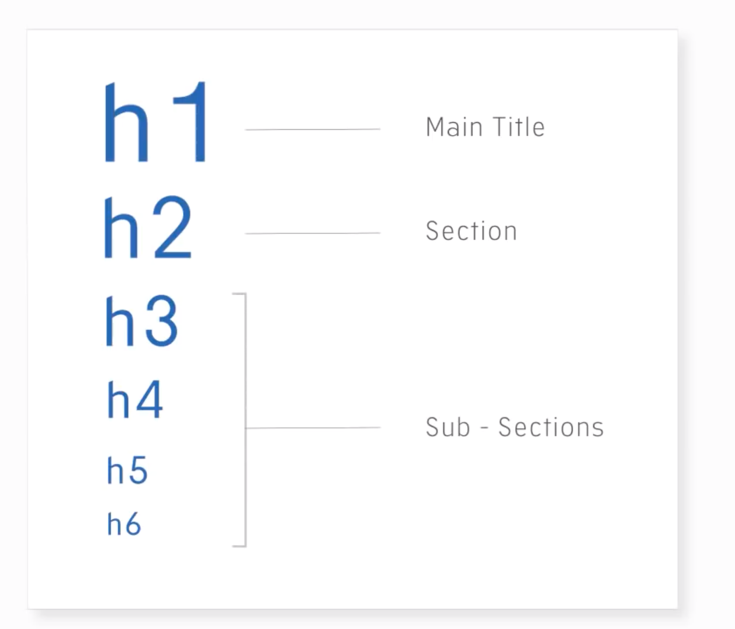 h1 Main Title
h2 Section
h3
h4
Sub - Sections
h5
h6